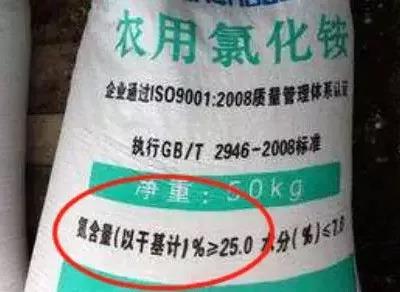 农用氯化铵
企业通过ISO9001:2008质量管理体系认证
执行GB/T 2946-2008标准
净重:50kg
氮含量(以干基计)%≥25.0 水分(%)≤